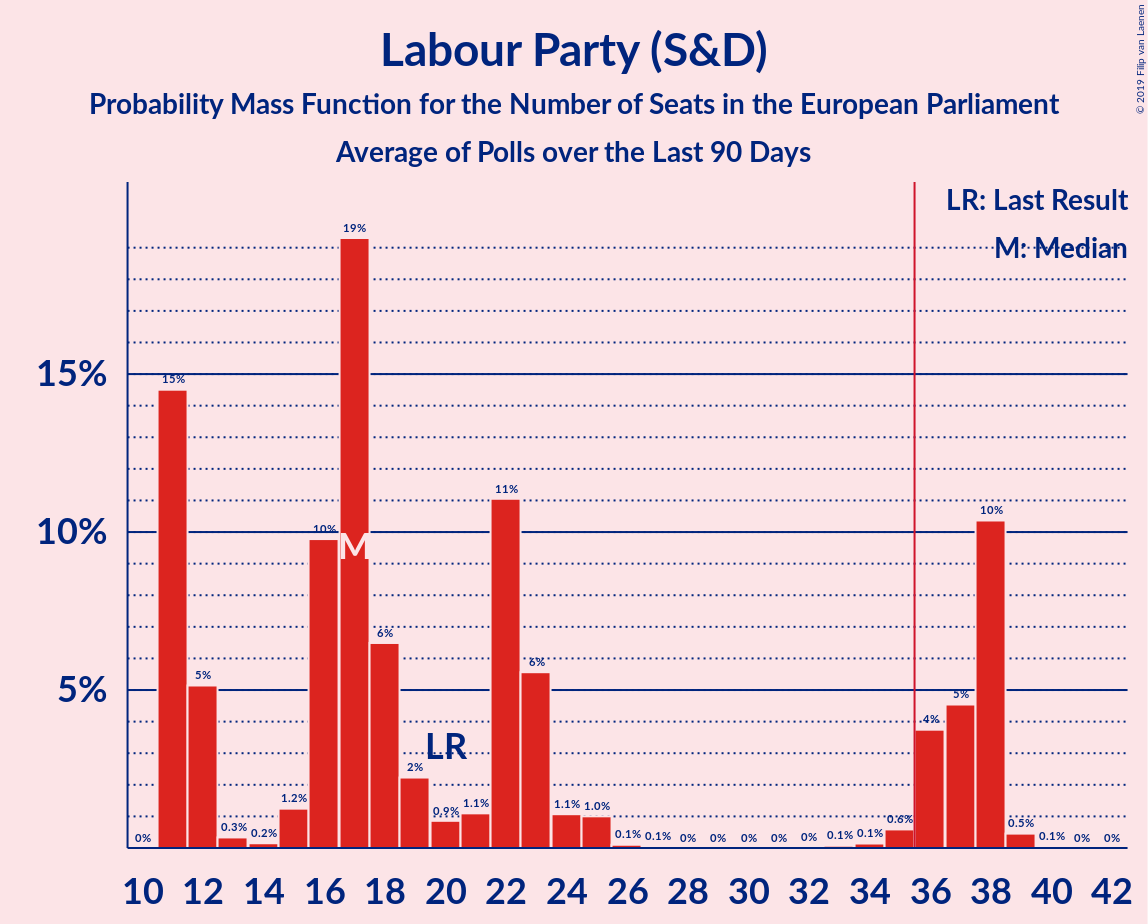 Labour Party (S&D)
Probability Mass Function for the Number of Seats in the European Parliament
Average of Polls over the Last 90 Days
© 2019 Filip van Laenen
LR: Last Result
M: Median
15%
10%
5%
0% 15% 5% 0.3% 0.2% 1.2% 10% 19% 6% 2% 0.9% 1.1% 11% 6% 1.1% 1.0% 0.1% 0.1% 0% 0% 0% 0% 0% 0.1% 0.1% 0.6% 4% 5% 10% 0.5% 0.1% 0% 0%
M
LR
10 12 14 16 18 20 22 24 26 28 30 32 34 36 38 40 42